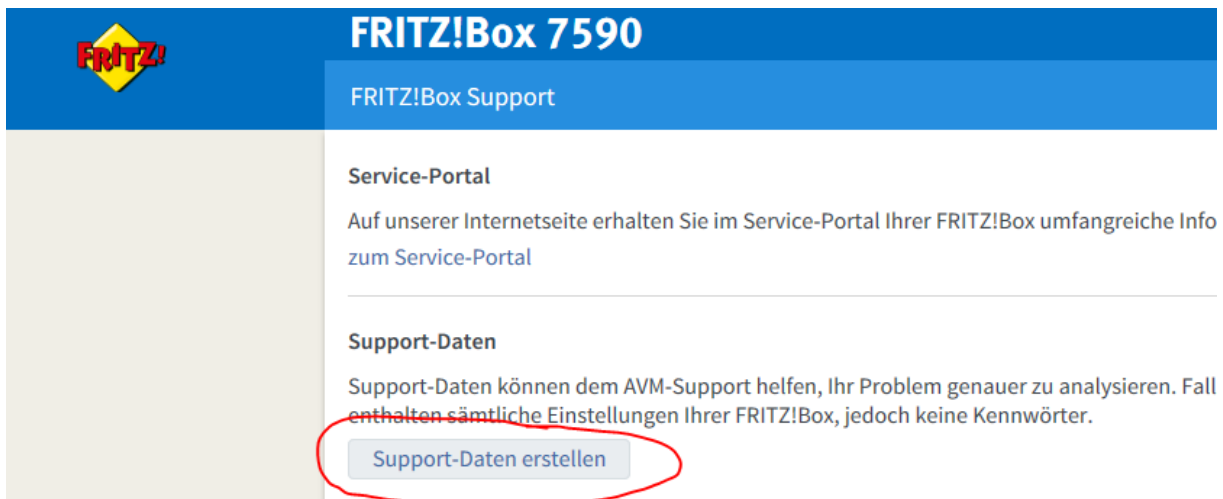 FRITZ!
FRITZ!Box 7590
FRITZ!Box Support
Service-Portal
Auf unserer Internetseite erhalten Sie im Service-Portal Ihrer FRITZ!Box umfangreiche Info
zum Service-Portal
Support-Daten
Support-Daten können dem AVM-Support helfen, Ihr Problem genauer zu analysieren. Fall
enthalten sämtliche Einstellungen Ihrer FRITZ!Box, jedoch keine Kennwörter.
Support-Daten erstellen